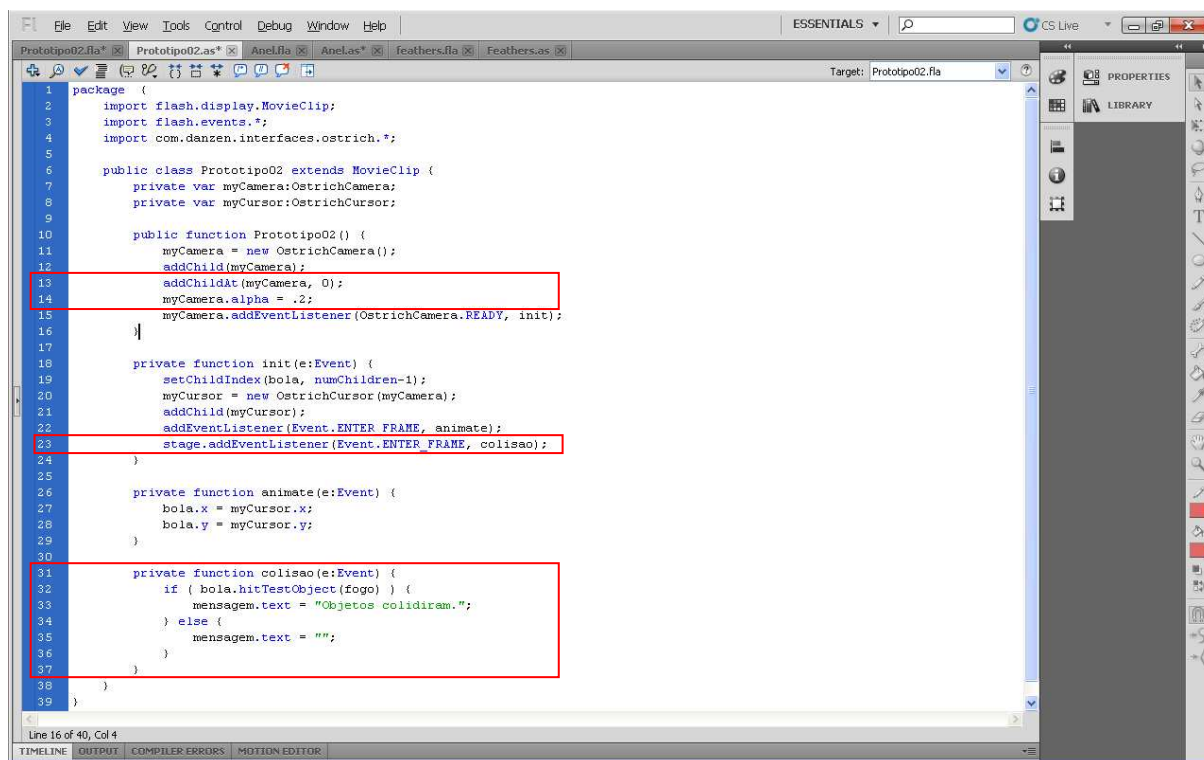 Fl File Edit View Tools Control Debug Window Help ESSENTIALS CS Live
Prototipo02.fla* Prototipo02.as* Anel.fla Anel.as* feathers.fla Feathers.as
Target: Prototipo02.fla
PROPERTIES
LIBRARY
1 package {
2 import flash.display.MovieClip;
3 import flash.events.*;
4 import com.danzen.interfaces.ostrich.*;
5
6 public class Prototipo02 extends MovieClip {
7 private var myCamera:OstrichCamera;
8 private var myCursor:OstrichCursor;
9
10 public function Prototipo02() {
11 myCamera = new OstrichCamera();
12 addChild(myCamera);
13 addChildAt(myCamera, 0);
14 myCamera.alpha = .2;
15 myCamera.addEventListener(OstrichCamera.READY, init);
16 }
17
18 private function init(e:Event) {
19 setChildIndex(bola, numChildren-1);
20 myCursor = new OstrichCursor(myCamera);
21 addChild(myCursor);
22 addEventListener(Event.ENTER_FRAME, animate);
23 stage.addEventListener(Event.ENTER_FRAME, colisao);
24 }
25
26 private function animate(e:Event) {
27 bola.x = myCursor.x;
28 bola.y = myCursor.y;
29 }
30
31 private function colisao(e:Event) {
32 if ( bola.hitTestObject(fogo) ) {
33 mensagem.text = "Objetos colidiram.";
34 } else {
35 mensagem.text = "";
36 }
37 }
38 }
39 }
Line 16 of 40, Col 4
TIMELINE OUTPUT COMPILER ERRORS MOTION EDITOR